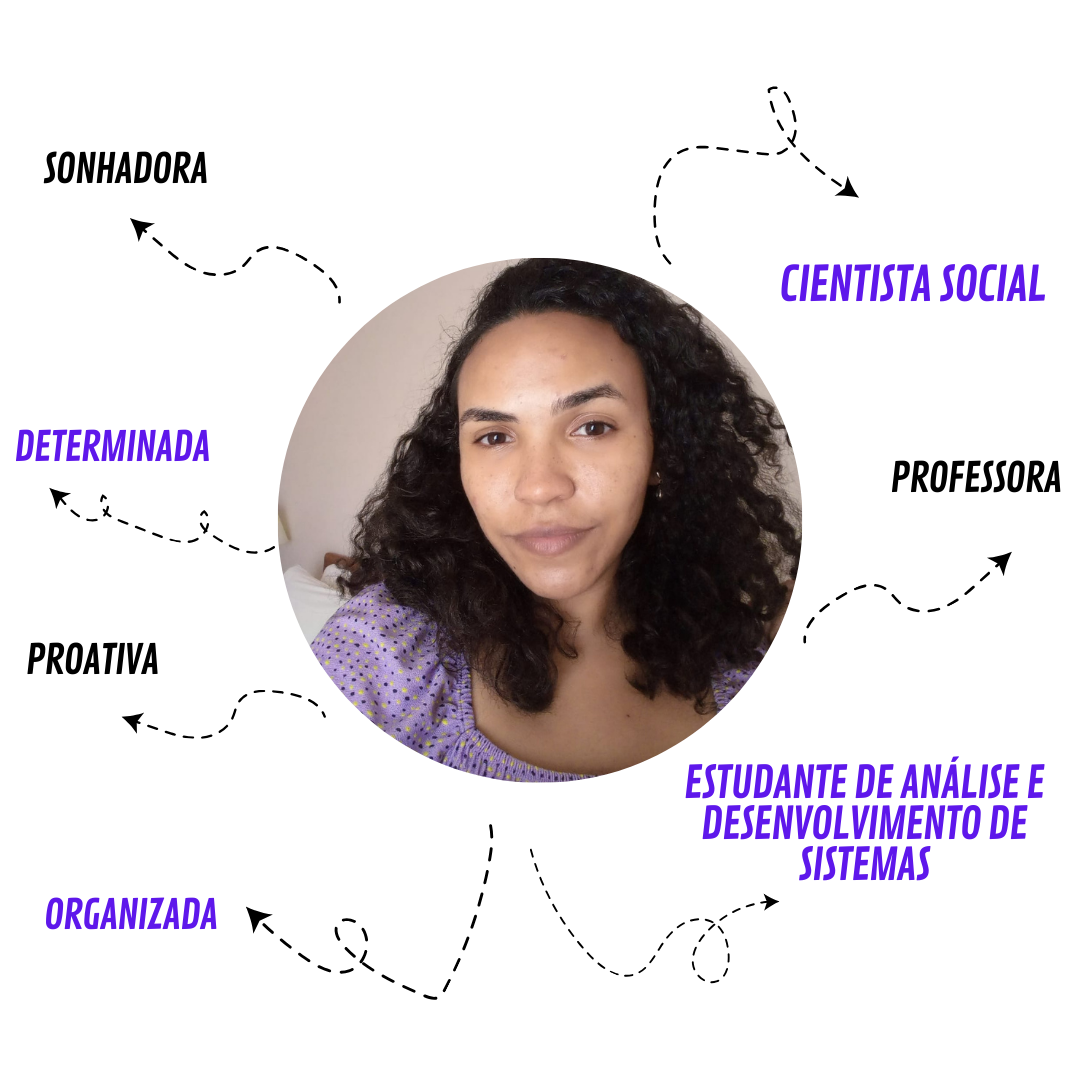 SONHADORA
CIENTISTA SOCIAL
DETERMINADA
PROFESSORA
PROATIVA
ESTUDANTE DE ANÁLISE E
DESENVOLVIMENTO DE
SISTEMAS
ORGANIZADA